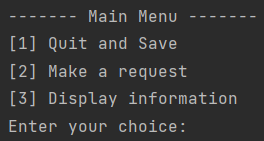 ------- Main Menu -------
[1] Quit and Save
[2] Make a request
[3] Display information
Enter your choice: